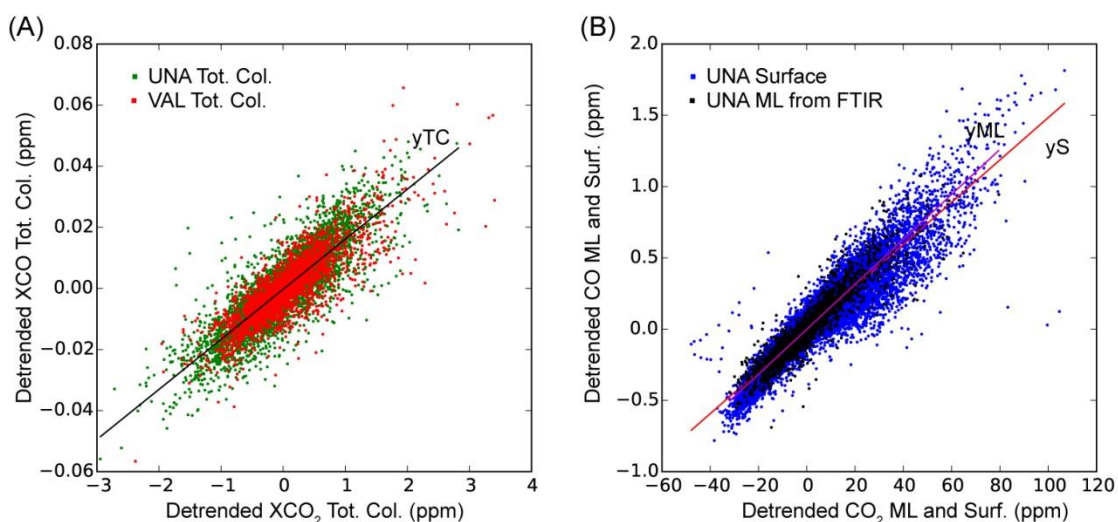 (A)
0.08
0.06
0.04
0.02
0.00
−0.02
−0.04
−0.06
Detrended XCO Tot. Col. (ppm)
UNA Tot. Col.
VAL Tot. Col.
yTC
−3
−2
−1
0
1
2
3
4
Detrended XCO₂ Tot. Col. (ppm)
(B)
2.0
1.5
1.0
0.5
0.0
−0.5
−1.0
Detrended CO ML and Surf. (ppm)
UNA Surface
UNA ML from FTIR
yML
yS
−60
−40
−20
0
20
40
60
80
100
120
Detrended CO₂ ML and Surf. (ppm)